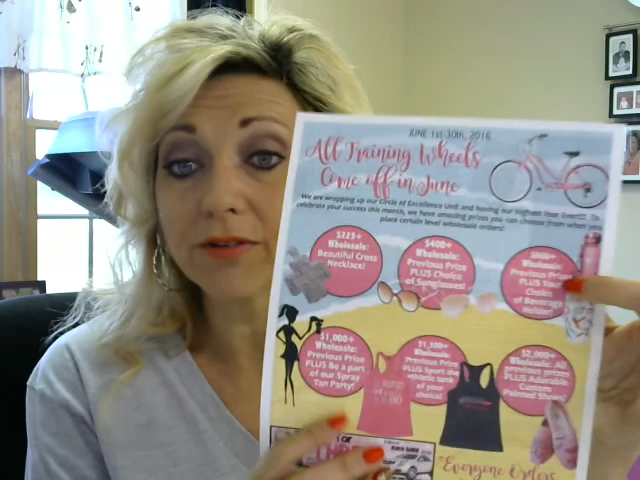 JUNE 1st-30th, 2016
All Training Wheels
Come off in June
We are wrapping up our Circle of Excellence Unit and having our Highest Year Ever!!! To
celebrate your success this month, we have amazing prizes you can choose from when you
place certain level wholesale orders!
$225+
Wholesale:
Beautiful Cross
Necklace!
$400+
Wholesale:
Previous Prize
PLUS Choice
of Sunglasses!
$600+
Wholesale:
Previous Prizes
PLUS Your
Choice
of Beverage
$1,000+
Wholesale:
Previous Prize
PLUS Be a part
of our Spray
Tan Party!
Wholesale:
Previous Prize
PLUS Sport the
athletic tank
of your
choice!
Wholesale: All
previous prizes
PLUS Adorable
Custom
Painted Shoes!
"Everyone Orders